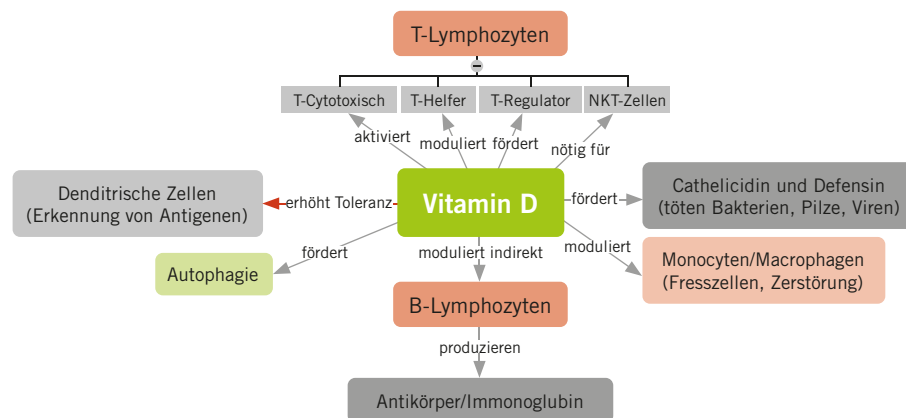 T-Lymphozyten
T-Cytotoxisch
T-Helfer
T-Regulator
NKT-Zellen
aktiviert
moduliert
fördert
nötig für
Denditrische Zellen
(Erkennung von Antigenen)
erhöht Toleranz
Vitamin D
fördert
Cathelicidin und Defensin
(töten Bakterien, Pilze, Viren)
fördert
moduliert indirekt
moduliert
Autophagie
Monocyten/Macrophagen
(Fresszellen, Zerstörung)
B-Lymphozyten
produzieren
Antikörper/Immonoglubin